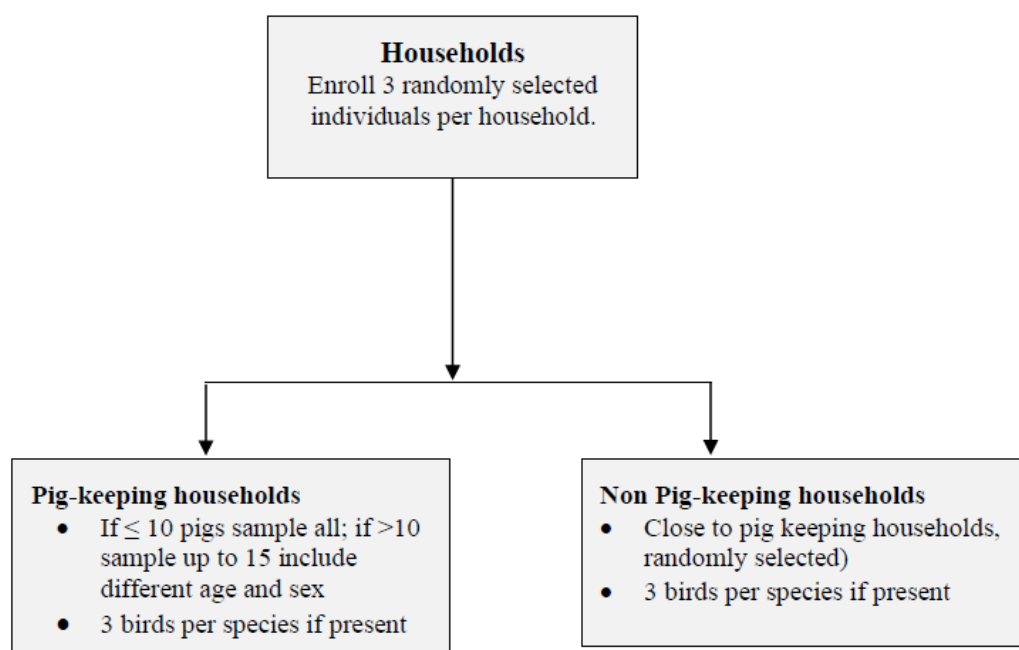 Households
Enroll 3 randomly selected
individuals per household.
Pig-keeping households
• If ≤ 10 pigs sample all; if >10
sample up to 15 include
different age and sex
• 3 birds per species if present
Non Pig-keeping households
• Close to pig keeping households,
randomly selected)
• 3 birds per species if present